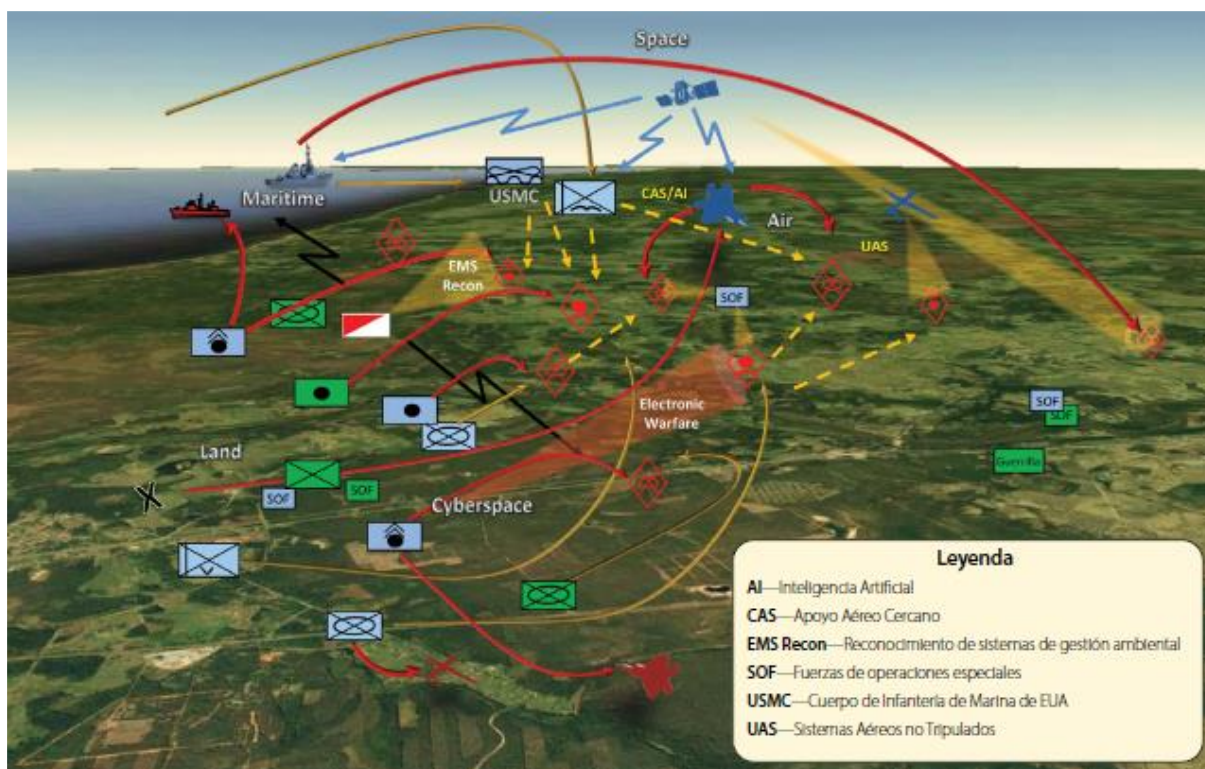 Space
Maritime
USMC
CAS/AI
Air
UAS
EMS
Recon
SOF
Electronic
Warfare
SOF
SOF
Guerrilla
Land
SOF
SOF
Cyberspace
X
Leyenda
AI—Inteligencia Artificial
CAS—Apoyo Aéreo Cercano
EMS Recon—Reconocimiento de sistemas de gestión ambiental
SOF—Fuerzas de operaciones especiales
USMC—Cuerpo de Infantería de Marina de EUA
UAS—Sistemas Aéreos no Tripulados